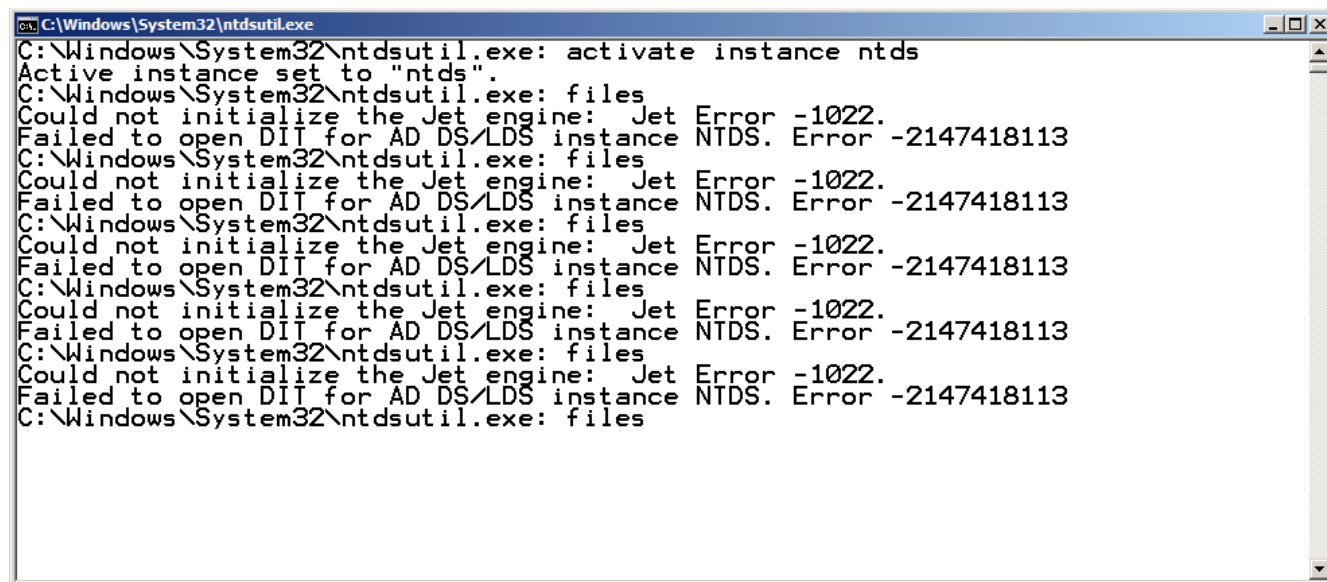 C:\Windows\System32\ntdsutil.exe
C:\Windows\System32\ntdsutil.exe: activate instance ntds
Active instance set to "ntds".
C:\Windows\System32\ntdsutil.exe: files
Could not initialize the Jet engine:  Jet Error -1022.
Failed to open DIT for AD DS/LDS instance NTDS. Error -2147418113
C:\Windows\System32\ntdsutil.exe: files
Could not initialize the Jet engine:  Jet Error -1022.
Failed to open DIT for AD DS/LDS instance NTDS. Error -2147418113
C:\Windows\System32\ntdsutil.exe: files
Could not initialize the Jet engine:  Jet Error -1022.
Failed to open DIT for AD DS/LDS instance NTDS. Error -2147418113
C:\Windows\System32\ntdsutil.exe: files
Could not initialize the Jet engine:  Jet Error -1022.
Failed to open DIT for AD DS/LDS instance NTDS. Error -2147418113
C:\Windows\System32\ntdsutil.exe: files
Could not initialize the Jet engine:  Jet Error -1022.
Failed to open DIT for AD DS/LDS instance NTDS. Error -2147418113
C:\Windows\System32\ntdsutil.exe: files